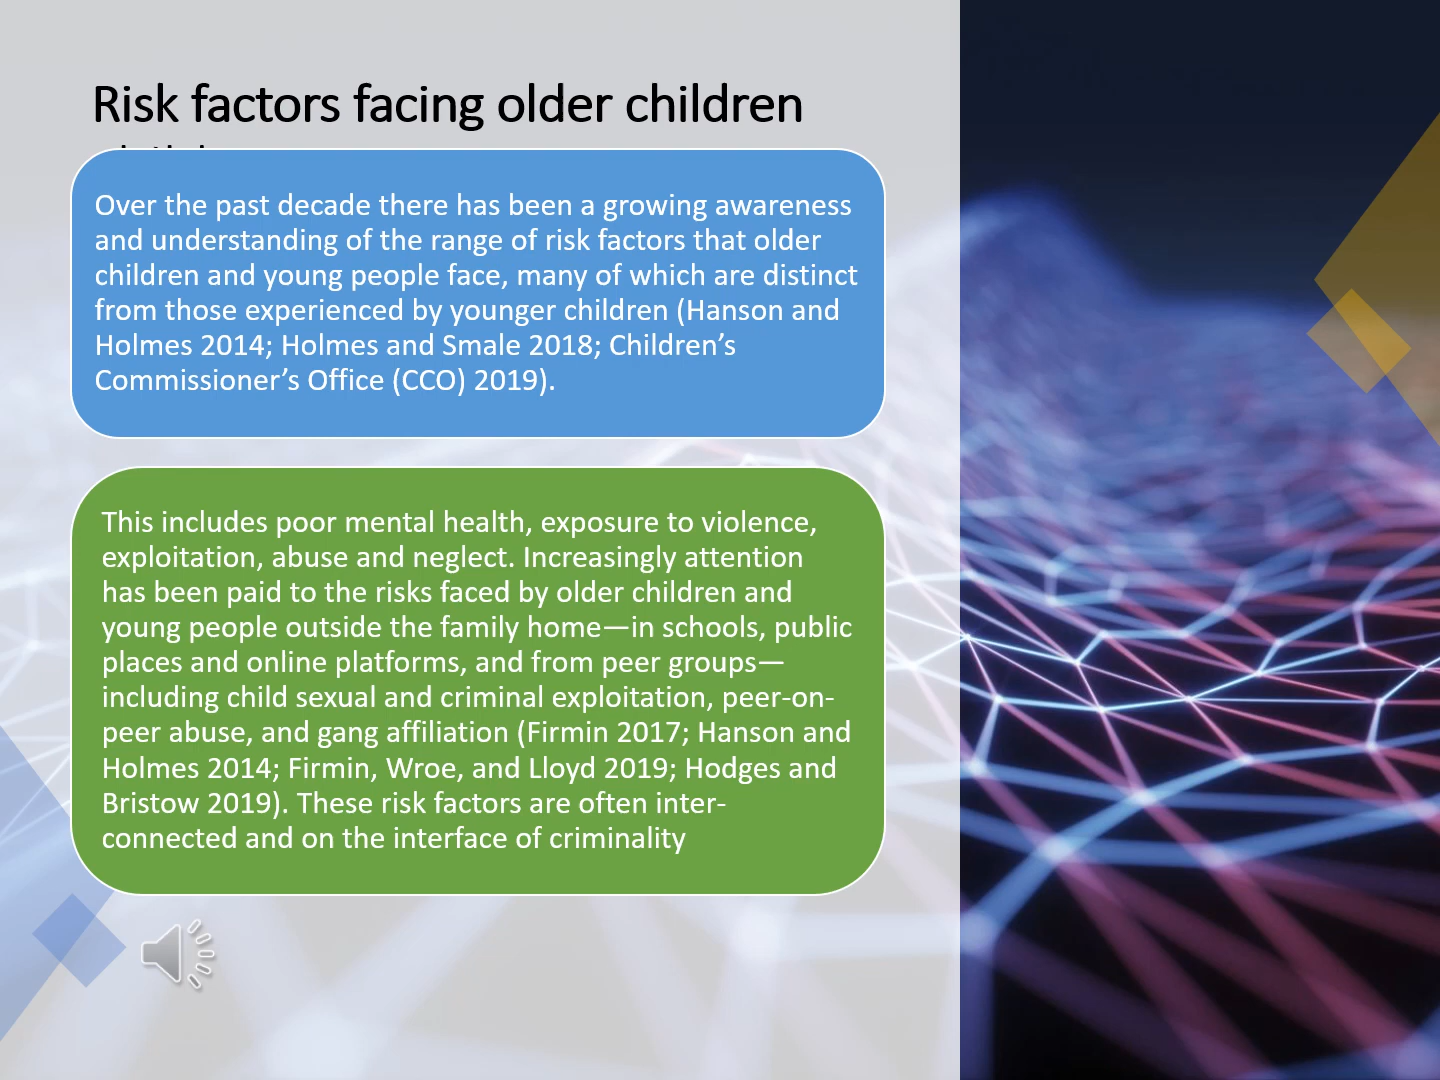 Risk factors facing older children
Over the past decade there has been a growing awareness
and understanding of the range of risk factors that older
children and young people face, many of which are distinct
from those experienced by younger children (Hanson and
Holmes 2014; Holmes and Smale 2018; Children’s
Commissioner’s Office (CCO) 2019).
This includes poor mental health, exposure to violence,
exploitation, abuse and neglect. Increasingly attention
has been paid to the risks faced by older children and
young people outside the family home—in schools, public
places and online platforms, and from peer groups—
including child sexual and criminal exploitation, peer-on-
peer abuse, and gang affiliation (Firmin 2017; Hanson and
Holmes 2014; Firmin, Wroe, and Lloyd 2019; Hodges and
Bristow 2019). These risk factors are often inter-
connected and on the interface of criminality